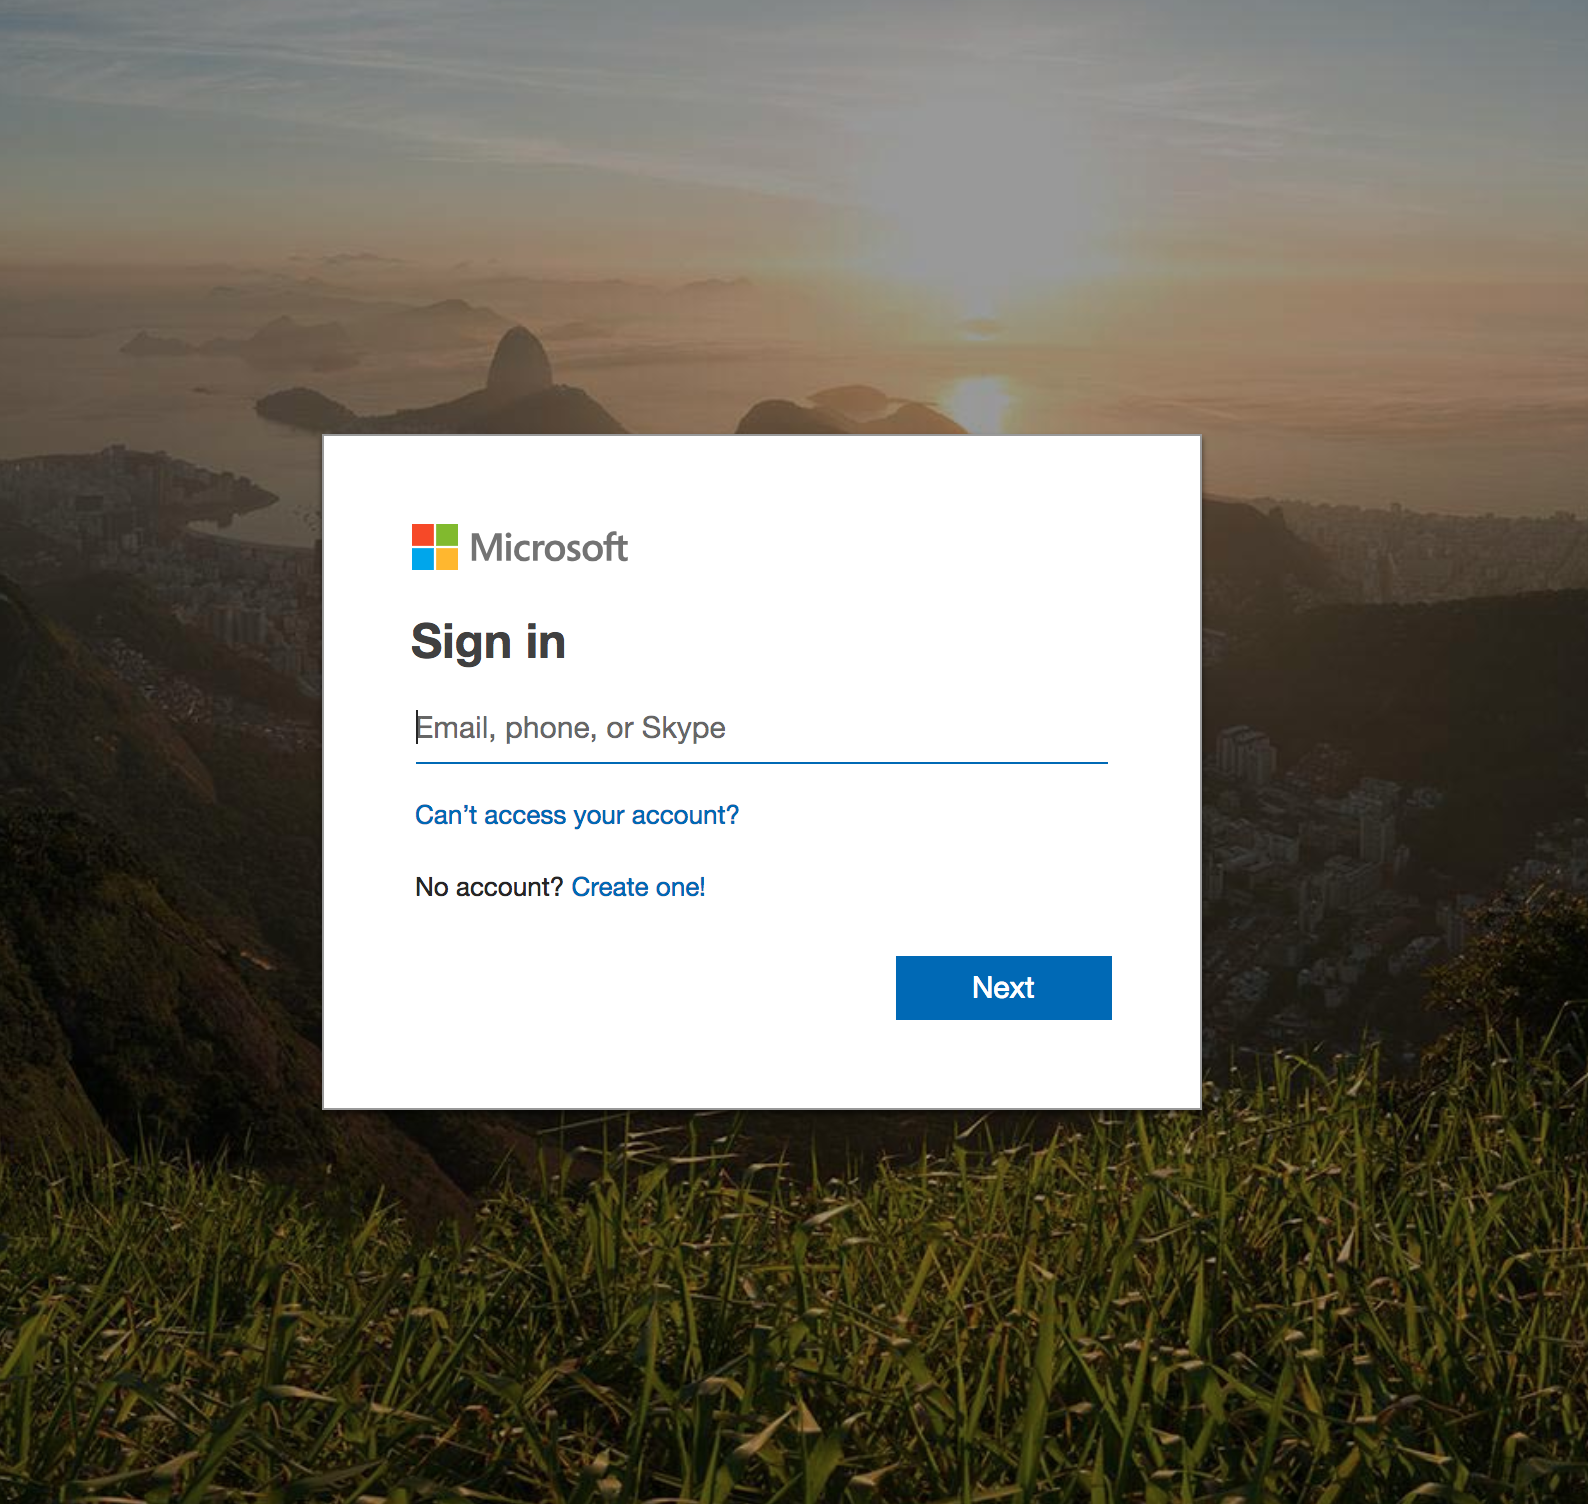 Microsoft
Sign in
Email, phone, or Skype
Can’t access your account?
No account? Create one!
Next